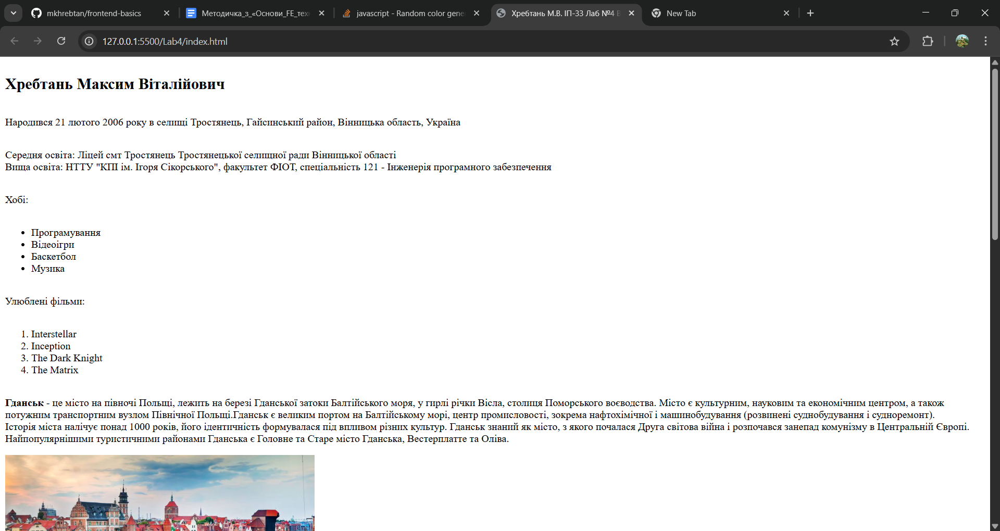 mkhrebtan/frontend-basics
Методичка_з_«Основи_FE_тех
javascript - Random color gene
Хребтань М.В. ІП-33 Лаб №4 В
New Tab
127.0.0.1:5500/Lab4/index.html
Хребтань Максим Віталійович
Народився 21 лютого 2006 року в селищі Тростянець, Гайсинський район, Вінницька область, Україна
Середня освіта: Ліцей смт Тростянець Тростянецької селищної ради Вінницької області
Вища освіта: НТТУ "КПІ ім. Ігоря Сікорського", факультет ФІОТ, спеціальність 121 - Інженерія програмного забезпечення
Хобі:
• Програмування
• Відеоігри
• Баскетбол
• Музика
Улюблені фільми:
1. Interstellar
2. Inception
3. The Dark Knight
4. The Matrix
Гданськ - це місто на півночі Польщі, лежить на березі Гданської затоки Балтійського моря, у гирлі річки Вісла, столиця Поморського воєводства. Місто є культурним, науковим та економічним центром, а також
потужним транспортним вузлом Північної Польщі.Гданськ є великим портом на Балтійському морі, центр промисловості, зокрема нафтохімічної і машинобудування (розвинені суднобудування і судноремонт).
Історія міста налічує понад 1000 років, його ідентичність формувалася під впливом різних культур. Гданськ знаний як місто, з якого почалася Друга світова війна і розпочався занепад комунізму в Центральній Європі.
Найпопулярнішими туристичними районами Гданська є Головне та Старе місто Гданська, Вестерплатте та Оліва.